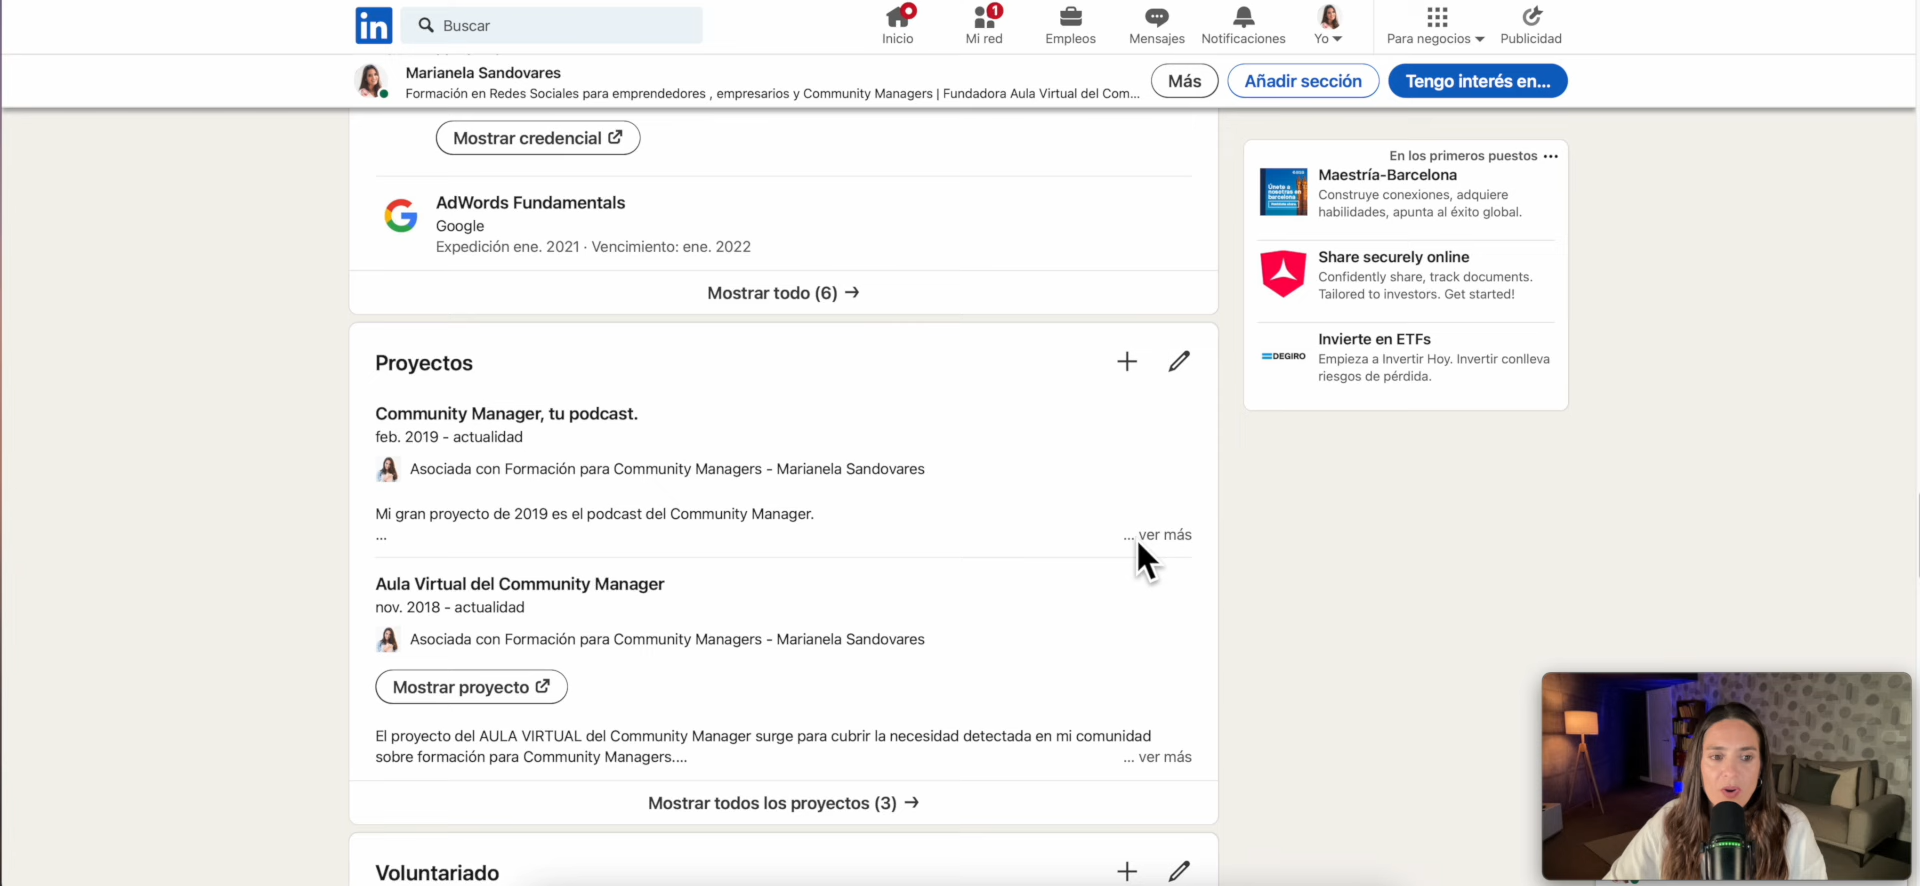 in
Buscar
Inicio
1
Mi red
Empleos
Mensajes
Notificaciones
Yo
Para negocios
Publicidad
Marianela Sandovares
Formación en Redes Sociales para emprendedores , empresarios y Community Managers | Fundadora Aula Virtual del Com...
Más
Añadir sección
Tengo interés en...
Mostrar credencial
AdWords Fundamentals
Google
Expedición ene. 2021 · Vencimiento: ene. 2022
Mostrar todo (6) →
Proyectos
Community Manager, tu podcast.
feb. 2019 - actualidad
Asociada con Formación para Community Managers - Marianela Sandovares
Mi gran proyecto de 2019 es el podcast del Community Manager.
...
... ver más
Aula Virtual del Community Manager
nov. 2018 - actualidad
Asociada con Formación para Community Managers - Marianela Sandovares
Mostrar proyecto
El proyecto del AULA VIRTUAL del Community Manager surge para cubrir la necesidad detectada en mi comunidad
sobre formación para Community Managers....
... ver más
Mostrar todos los proyectos (3) →
Voluntariado
En los primeros puestos ...
Maestría-Barcelona
Construye conexiones, adquiere
habilidades, apunta al éxito global.
Share securely online
Confidently share, track documents.
Tailored to investors. Get started!
DEGIRO
Invierte en ETFs
Empieza a Invertir Hoy. Invertir conlleva
riesgos de pérdida.